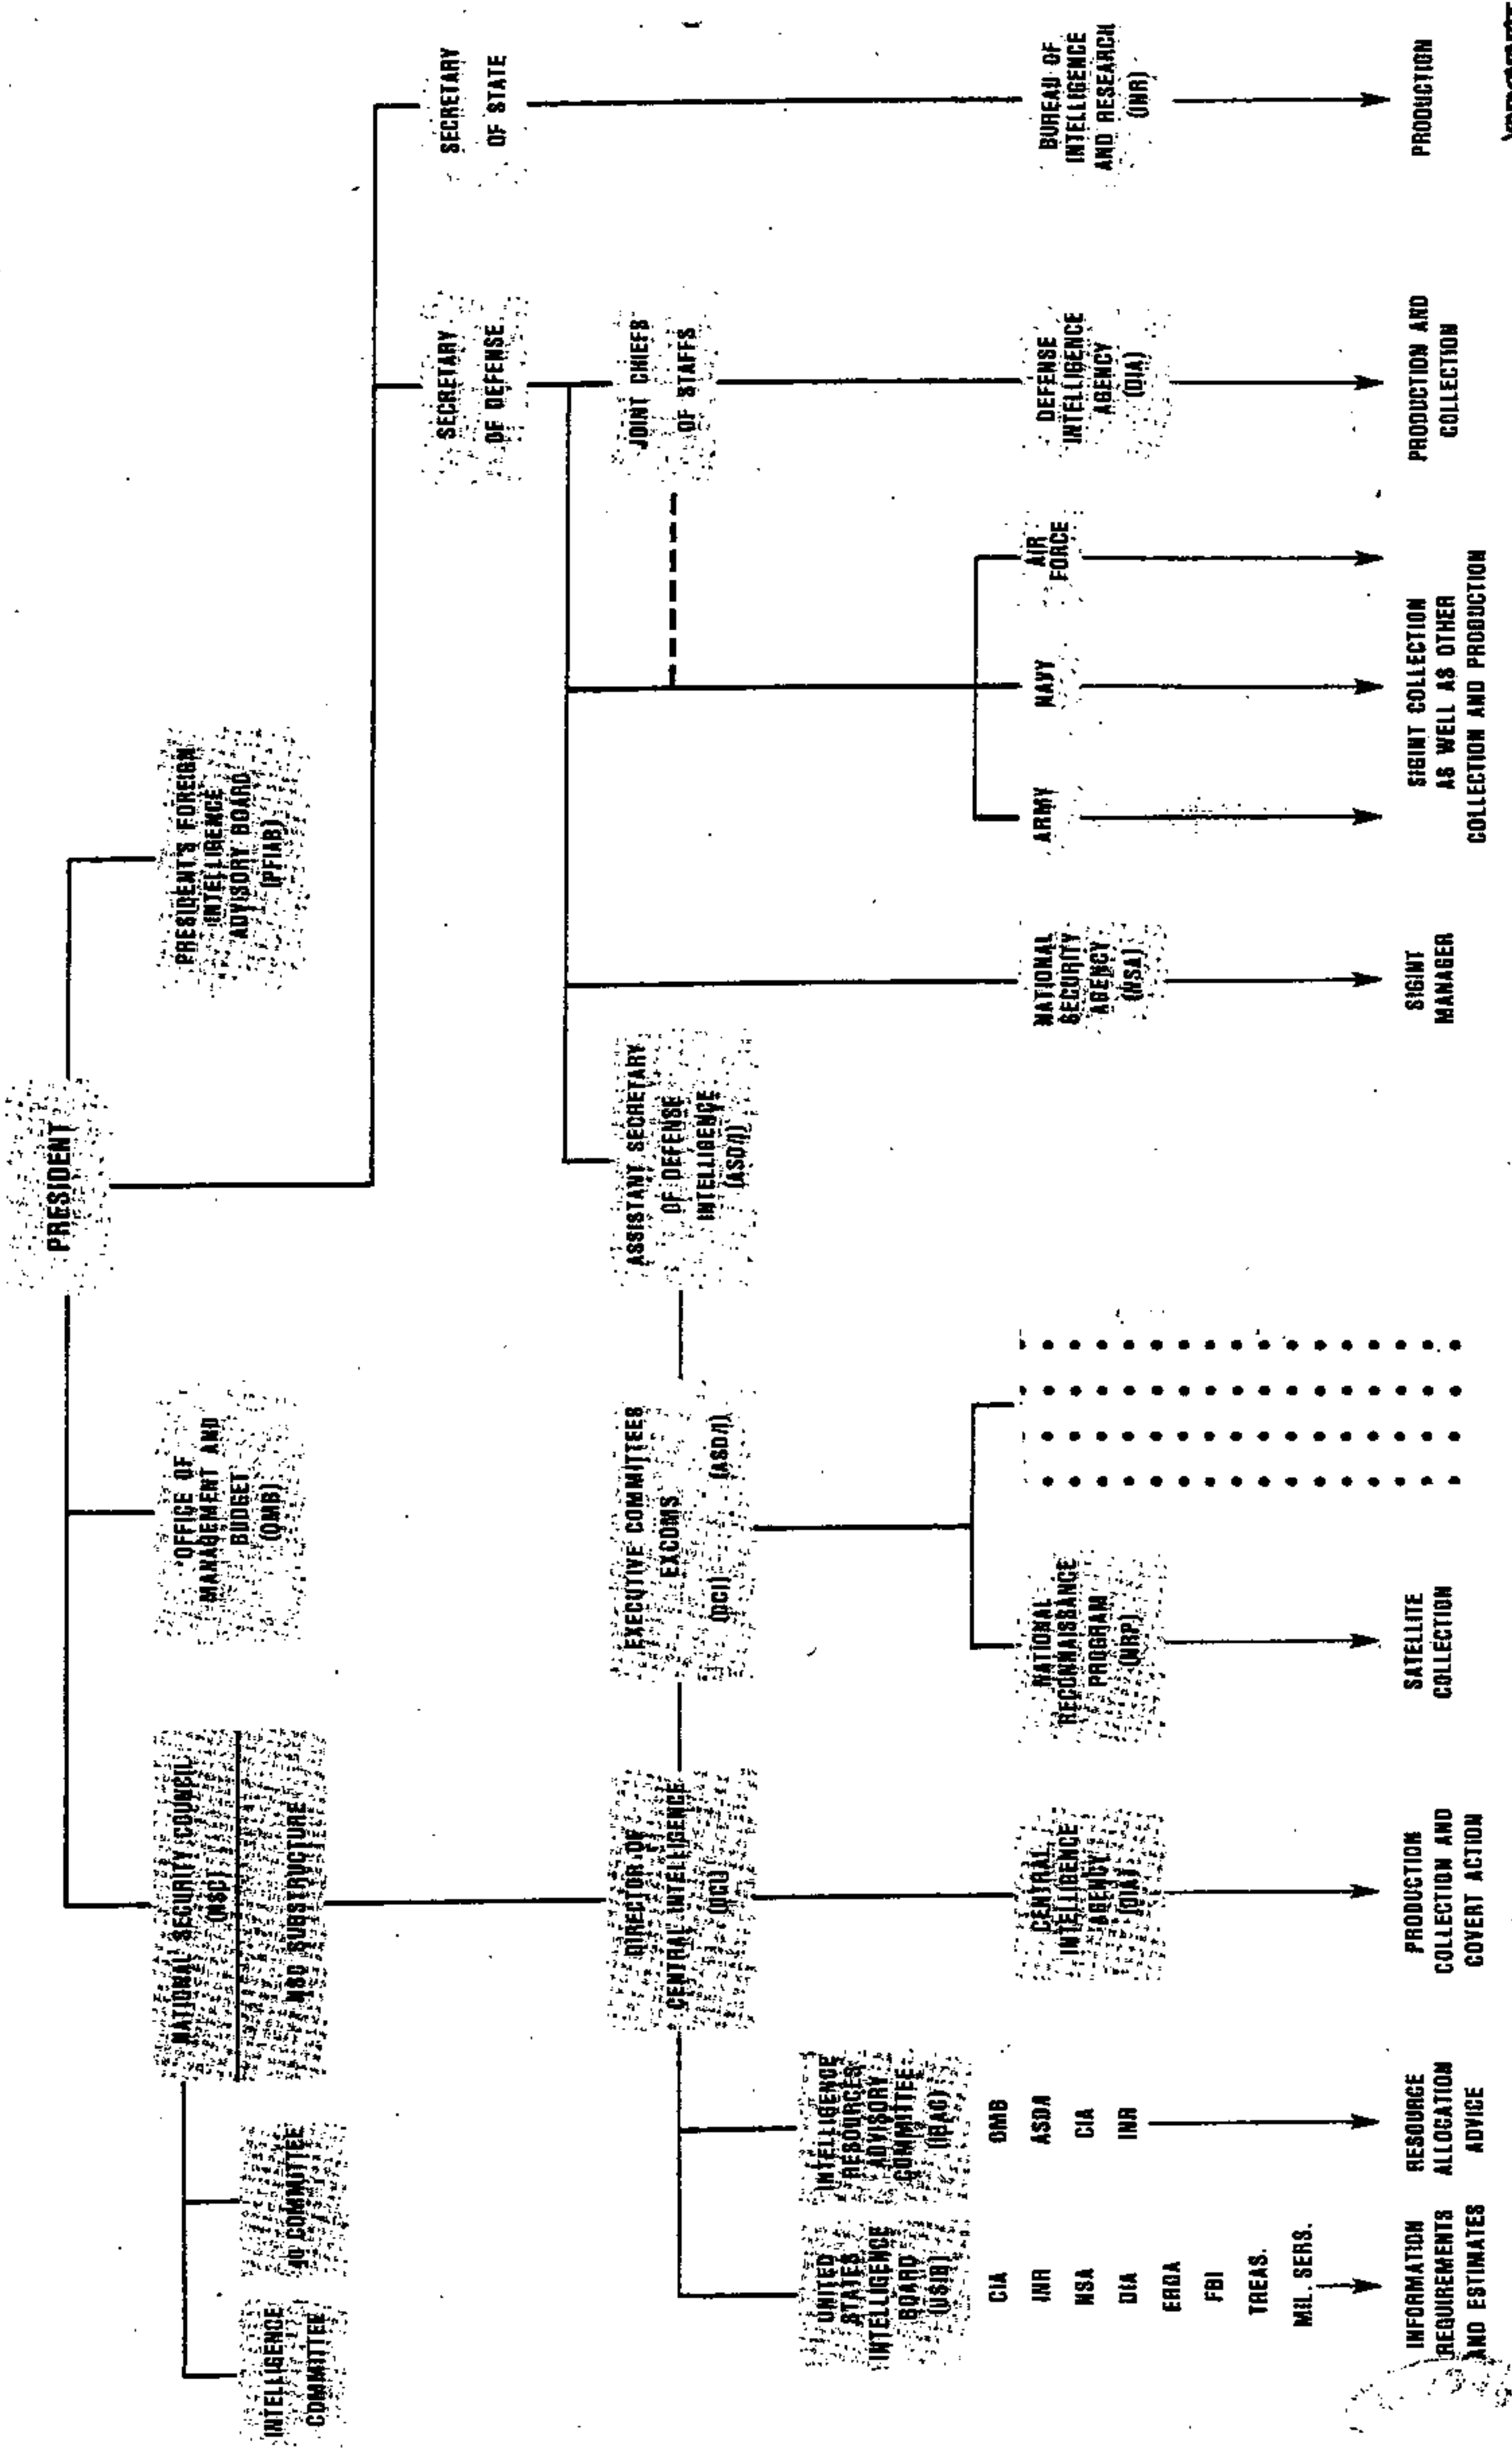 PRESIDENT
NATIONAL SECURITY COUNCIL
(NSC)
NSC SUBSTRUCTURE
OFFICE OF
MANAGEMENT AND
BUDGET
(OMB)
PRESIDENT'S FOREIGN
INTELLIGENCE
ADVISORY BOARD
(PFIAB)
INTELLIGENCE
COMMITTEE
40 COMMITTEE
SECRETARY
OF DEFENSE
SECRETARY
OF STATE
DIRECTOR OF
CENTRAL INTELLIGENCE
(DCI)
EXECUTIVE COMMITTEES
EXCOMS
(DCI) (ASD/I)
ASSISTANT SECRETARY
OF DEFENSE
INTELLIGENCE
(ASD/I)
JOINT CHIEFS
OF STAFFS
UNITED
STATES
INTELLIGENCE
BOARD
(USIB)
CIA
INR
NSA
DIA
ERDA
FBI
TREAS.
MIL. SERS.
INTELLIGENCE
RESOURCES
ADVISORY
COMMITTEE
(IRAC)
OMB
ASD/I
CIA
INR
CENTRAL
INTELLIGENCE
AGENCY
(CIA)
NATIONAL
RECONNAISSANCE
PROGRAM
(NRP)
NATIONAL
SECURITY
AGENCY
(NSA)
ARMY
NAVY
AIR
FORCE
DEFENSE
INTELLIGENCE
AGENCY
(DIA)
BUREAU OF
INTELLIGENCE
AND RESEARCH
(INR)
INFORMATION
REQUIREMENTS
AND ESTIMATES
RESOURCE
ALLOCATION
ADVICE
PRODUCTION
COLLECTION AND
COVERT ACTION
SATELLITE
COLLECTION
SIGINT
MANAGER
SIGINT COLLECTION
AS WELL AS OTHER
COLLECTION AND PRODUCTION
PRODUCTION AND
COLLECTION
PRODUCTION